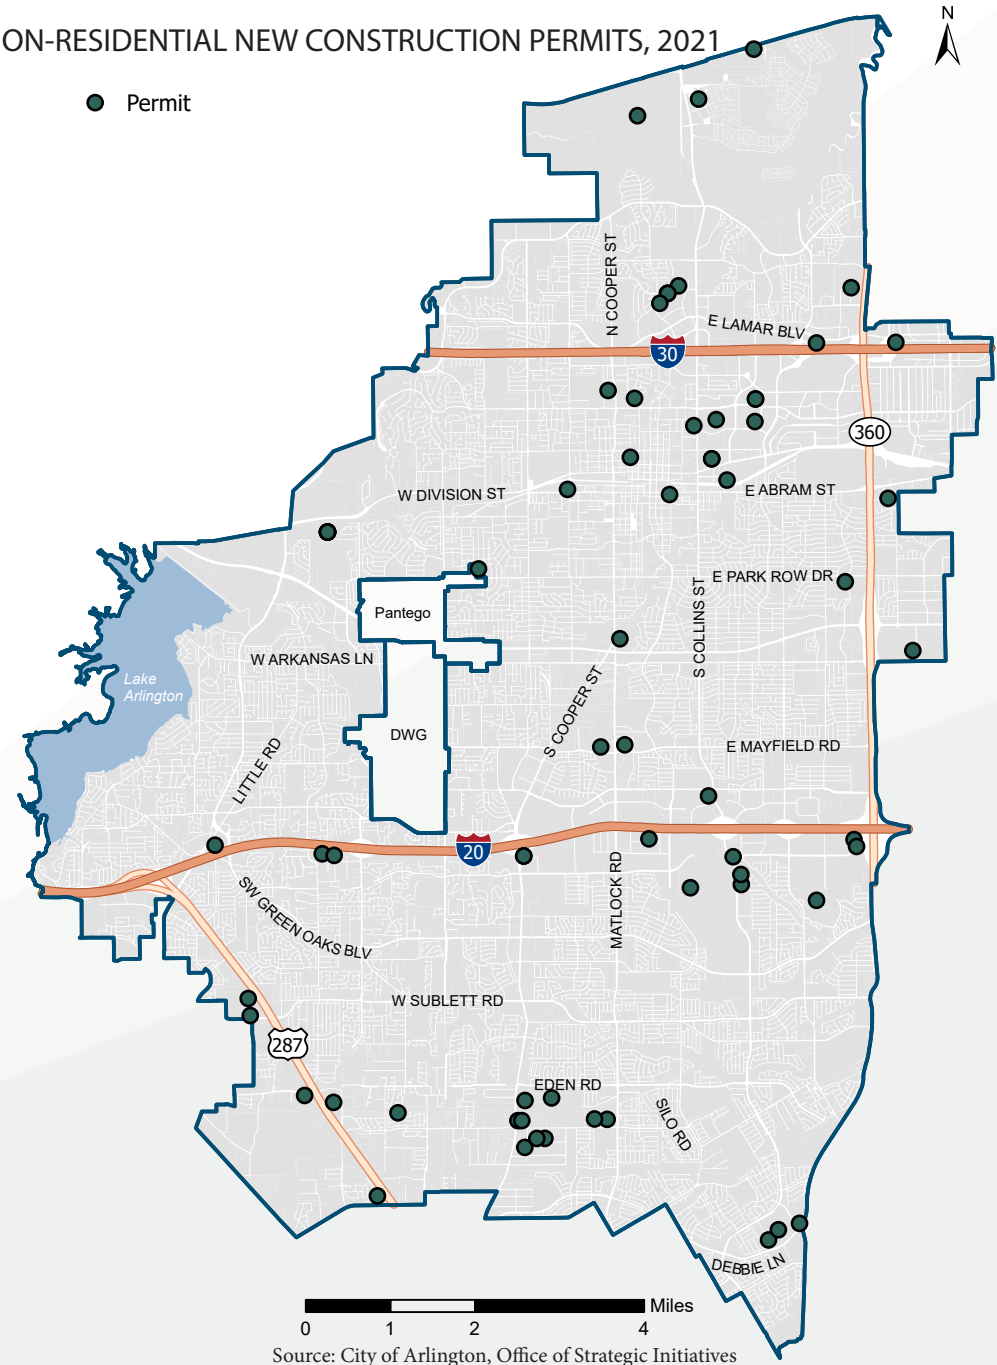 ON-RESIDENTIAL NEW CONSTRUCTION PERMITS, 2021
N
Permit
N COOPER ST
E LAMAR BLV
30
360
W DIVISION ST
E ABRAM ST
E PARK ROW DR
Pantego
S COLLINS ST
W ARKANSAS LN
Lake
Arlington
S COOPER ST
DWG
E MAYFIELD RD
LITTLE RD
20
MATLOCK RD
SW GREEN OAKS BLV
W SUBLETT RD
287
EDEN RD
SILO RD
DEBBIE LN
Miles
0 1 2 4
Source: City of Arlington, Office of Strategic Initiatives